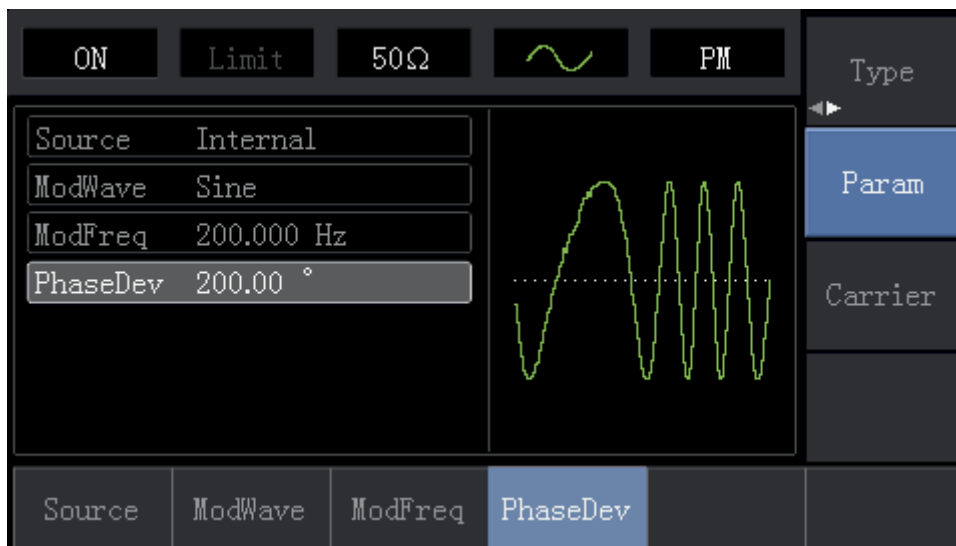 ON Limit 50Ω PM
Type
Source Internal
ModWave Sine
ModFreq 200.000 Hz
PhaseDev 200.00 °
Param
Carrier
Source ModWave ModFreq PhaseDev